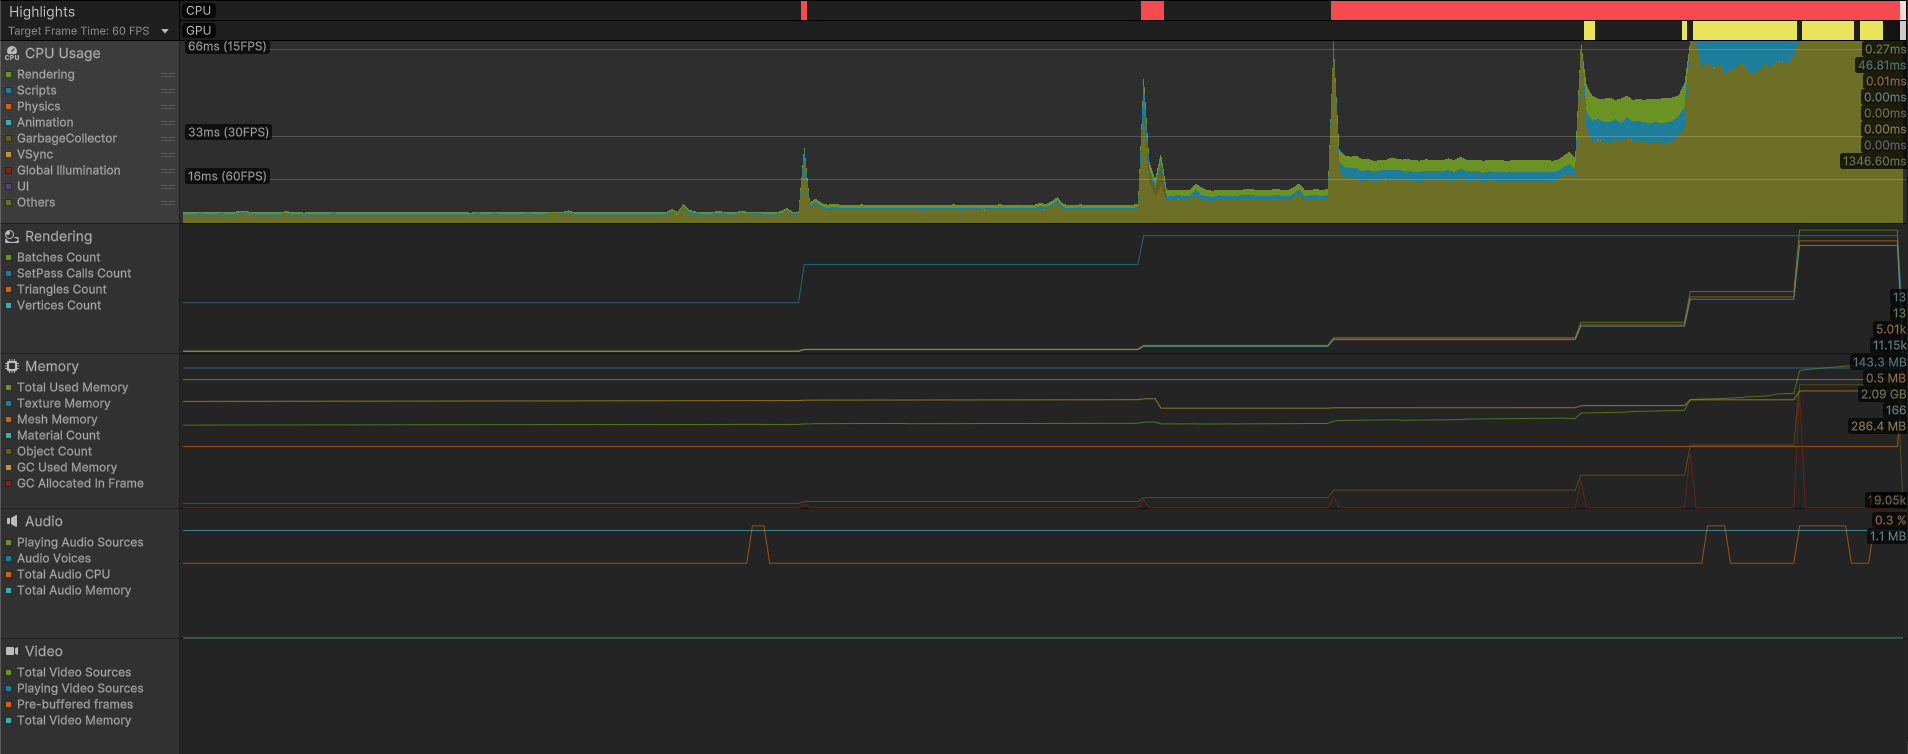 Highlights
CPU
Target Frame Time: 60 FPS
GPU
CPU Usage
Rendering
Scripts
Physics
Animation
GarbageCollector
VSync
Global Illumination
UI
Others
66ms (15FPS)
33ms (30FPS)
16ms (60FPS)
0.27ms
46.81ms
0.01ms
0.00ms
0.00ms
0.00ms
0.00ms
1346.60ms
Rendering
Batches Count
SetPass Calls Count
Triangles Count
Vertices Count
13
13
5.01k
11.15k
Memory
Total Used Memory
Texture Memory
Mesh Memory
Material Count
Object Count
GC Used Memory
GC Allocated In Frame
143.3 MB
0.5 MB
2.09 GB
166
286.4 MB
19.05k
Audio
Playing Audio Sources
Audio Voices
Total Audio CPU
Total Audio Memory
0.3 %
1.1 MB
Video
Total Video Sources
Playing Video Sources
Pre-buffered frames
Total Video Memory